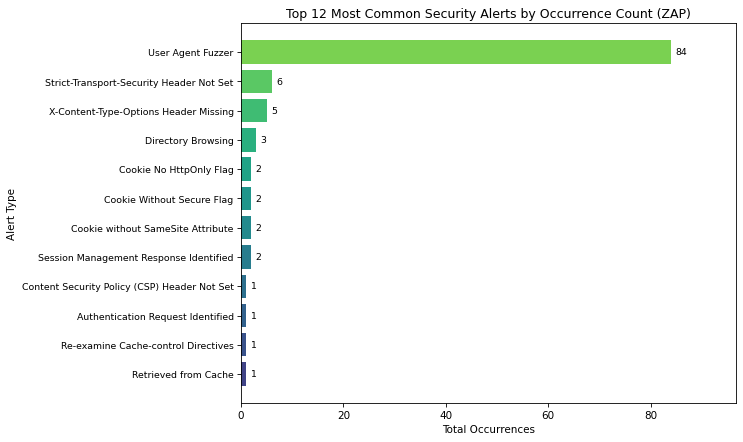 Top 12 Most Common Security Alerts by Occurrence Count (ZAP)
Alert Type
User Agent Fuzzer 84
Strict-Transport-Security Header Not Set 6
X-Content-Type-Options Header Missing 5
Directory Browsing 3
Cookie No HttpOnly Flag 2
Cookie Without Secure Flag 2
Cookie without SameSite Attribute 2
Session Management Response Identified 2
Content Security Policy (CSP) Header Not Set 1
Authentication Request Identified 1
Re-examine Cache-control Directives 1
Retrieved from Cache 1
0 20 40 60 80
Total Occurrences